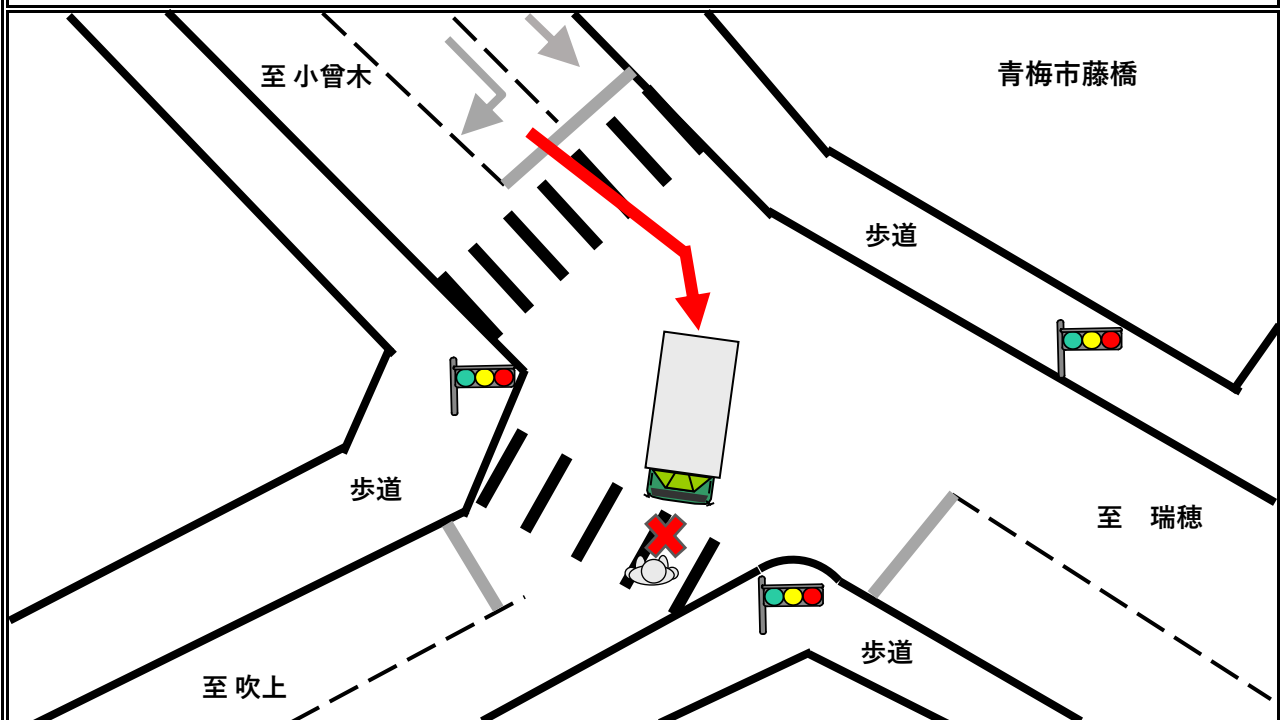 至 小曾木
青梅市藤橋
歩道
歩道
至　瑞穂
歩道
至 吹上